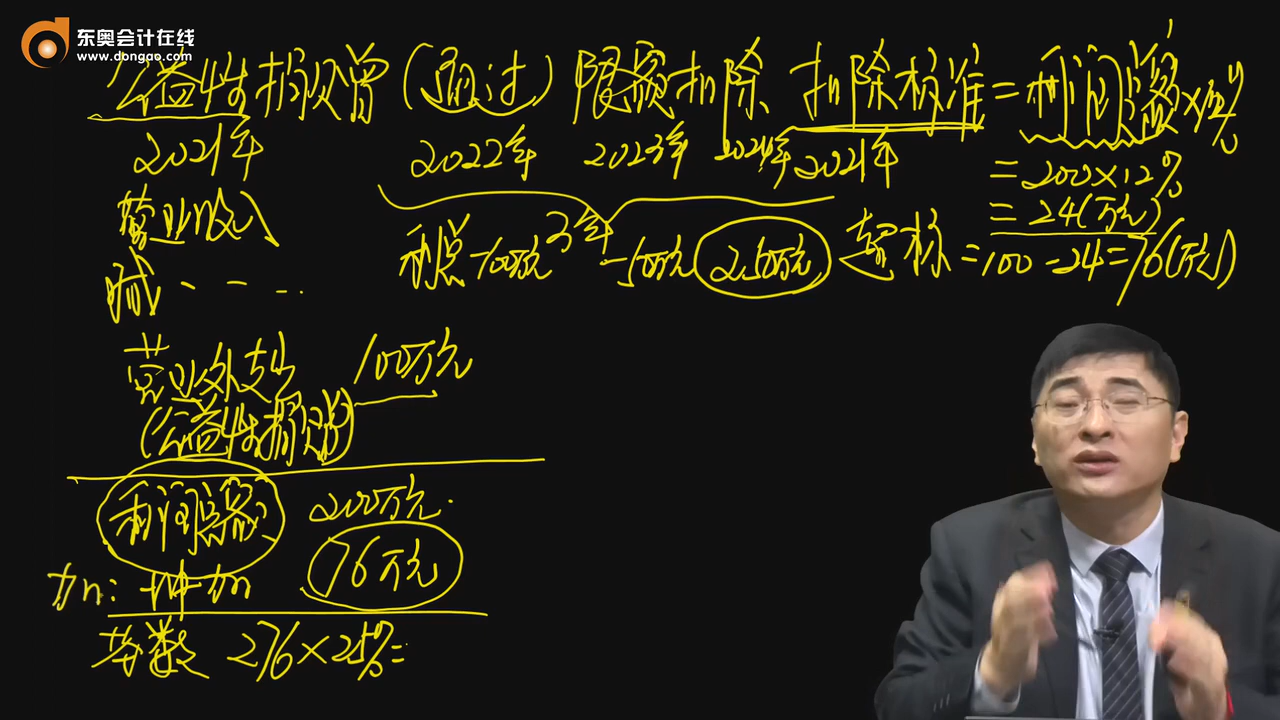 东奥会计在线
www.dongao.com
公益性捐赠(通过)限额扣除 扣除标准=利润总额×12%
2021年 2022年 2023年 2024年 2021年 =200×12%
营业收入 =24(万元)
3年
利总-100万元 -50万元 250万元 超标=100-24=76(万元)
减......
营业外支出 100万元
(公益性捐赠)
利润总额 200万元
加: 调加 76万元
276×25%=